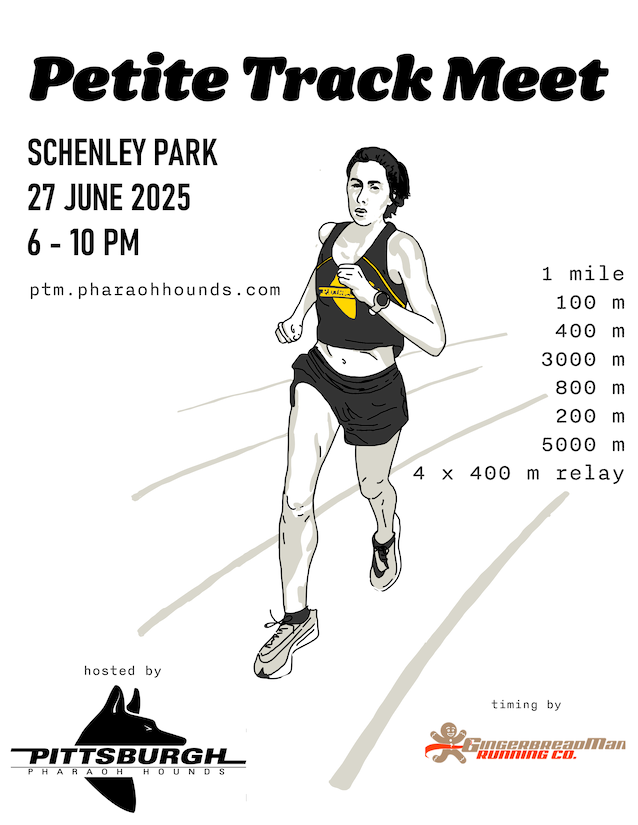 Petite Track Meet
SCHENLEY PARK
27 JUNE 2025
6 - 10 PM
ptm.pharaohhounds.com
1 mile
100 m
400 m
3000 m
800 m
200 m
5000 m
4 x 400 m relay
hosted by
PITTSBURGH
PHARAOH HOUNDS
timing by
GINGERBREADMAN
RUNNING CO.